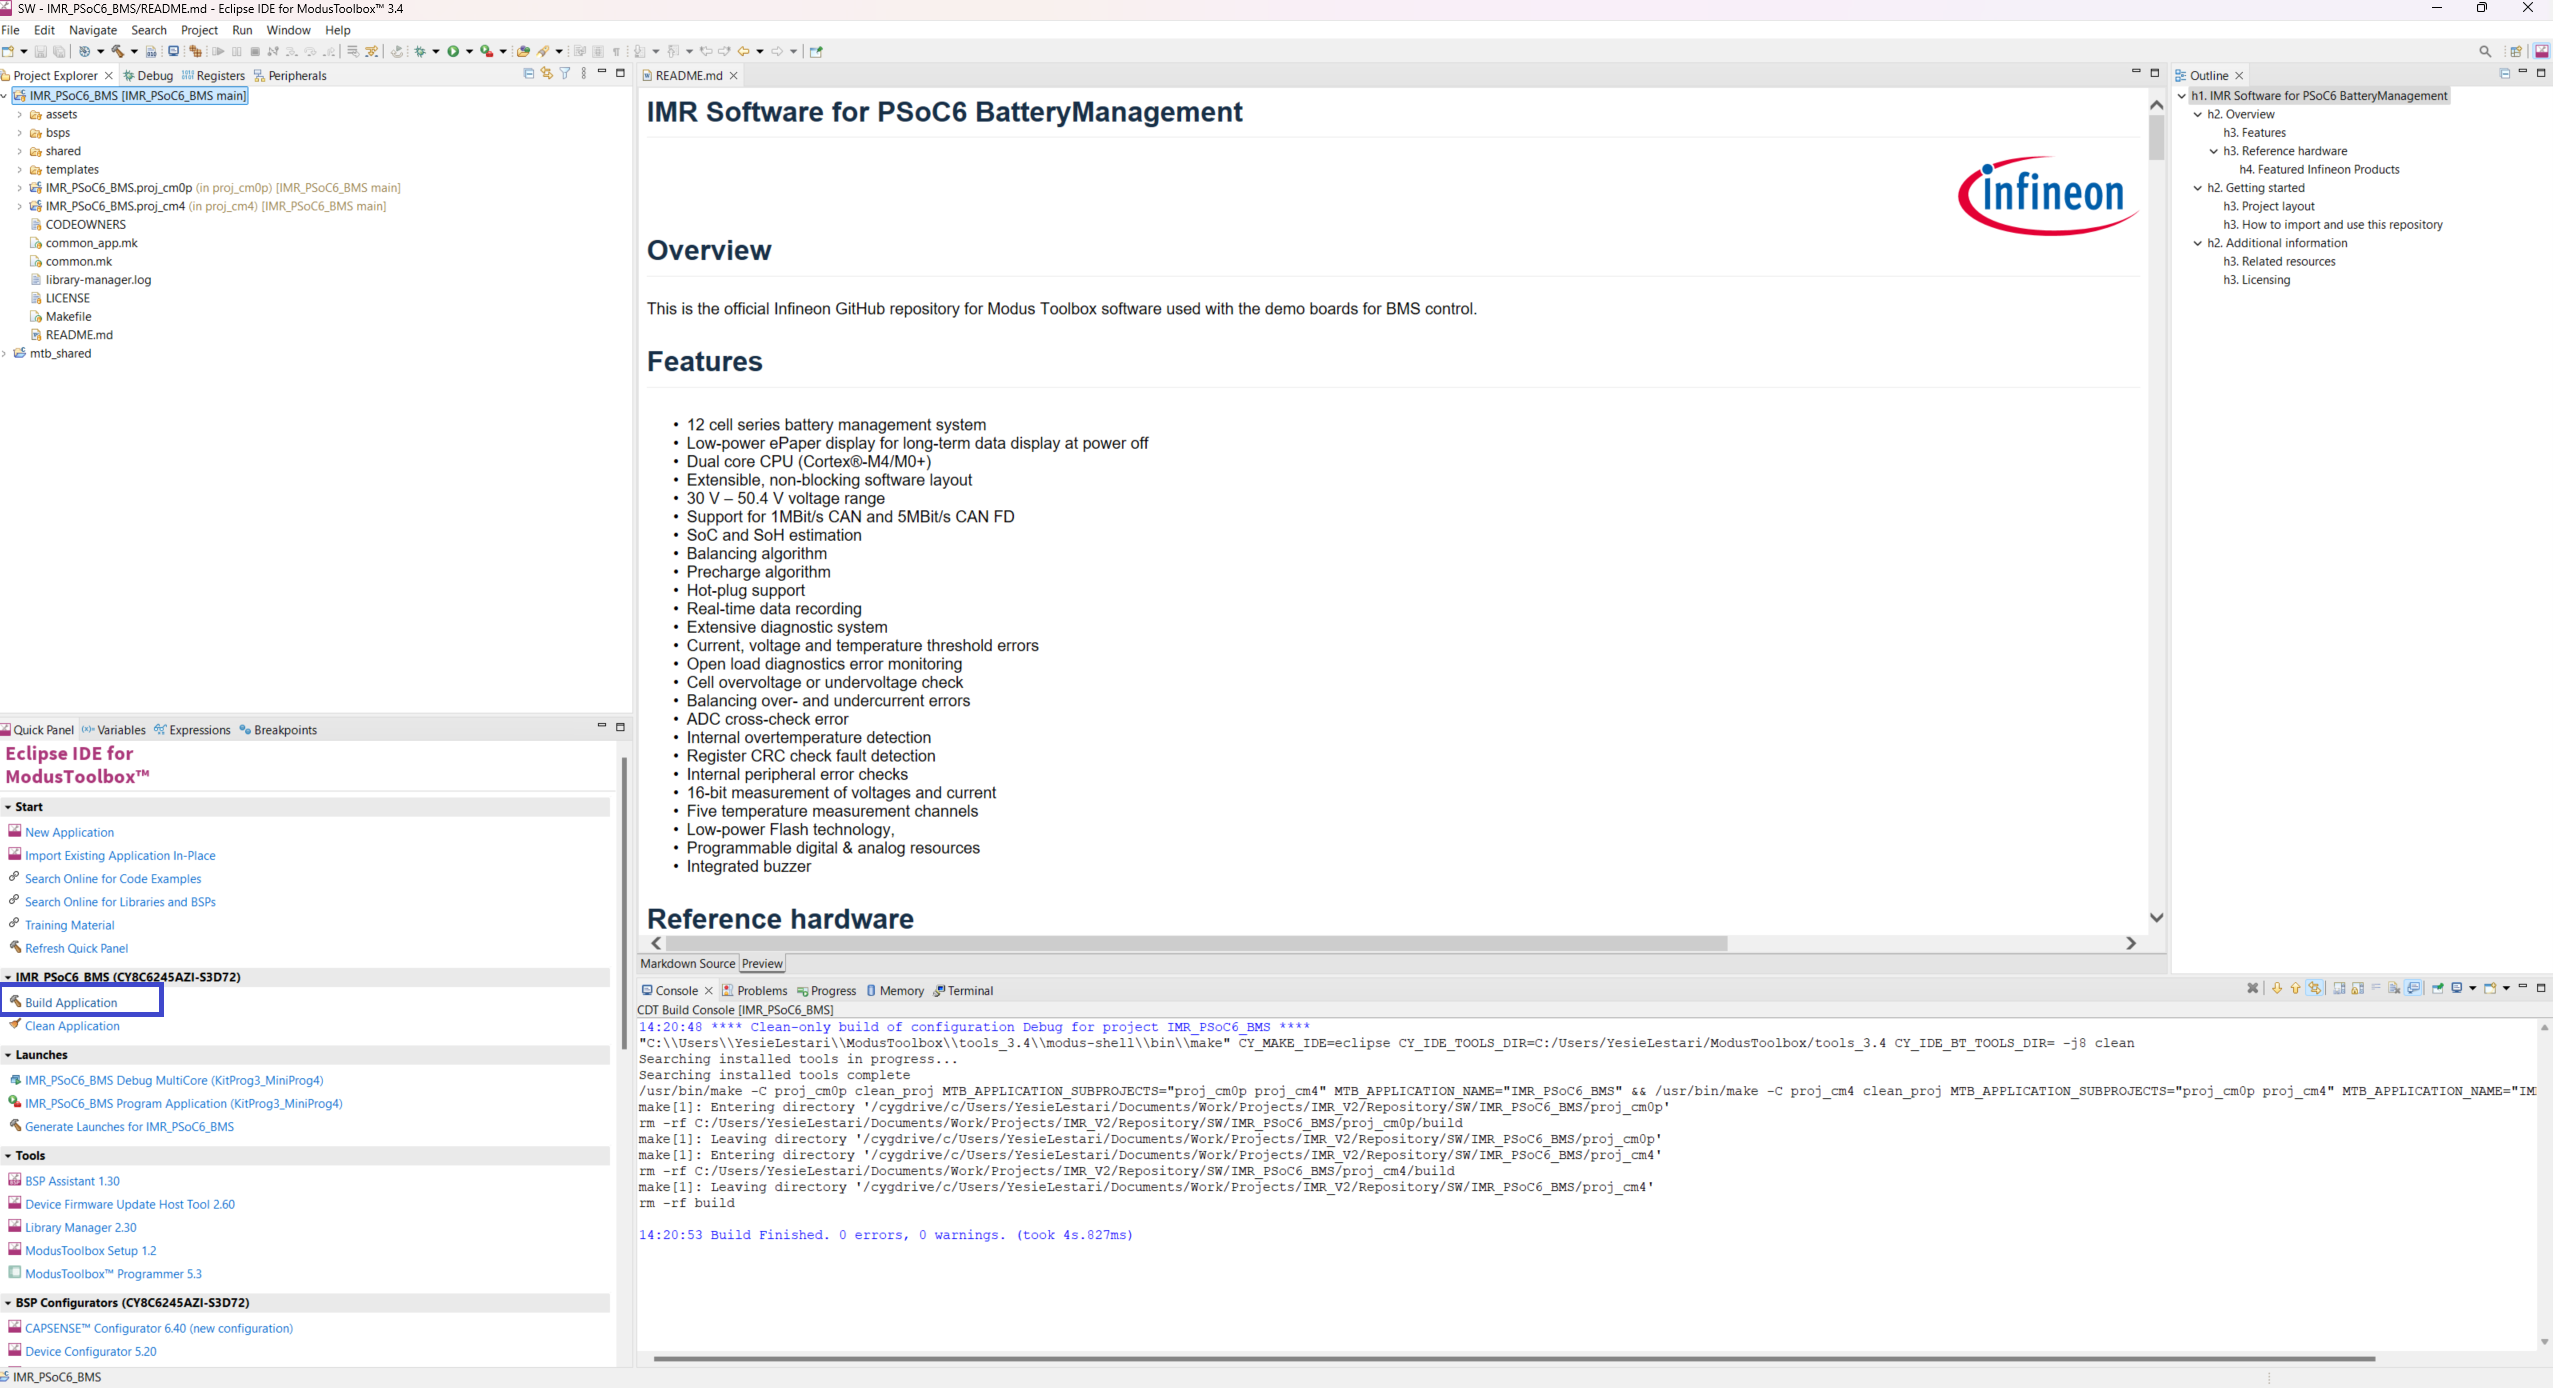 SW - IMR_PSoC6_BMS/README.md - Eclipse IDE for ModusToolbox™ 3.4
File Edit Navigate Search Project Run Window Help
Project Explorer Debug Registers Peripherals
IMR_PSoC6_BMS [IMR_PSoC6_BMS main]
assets
bsps
shared
templates
IMR_PSoC6_BMS.proj_cm0p (in proj_cm0p) [IMR_PSoC6_BMS main]
IMR_PSoC6_BMS.proj_cm4 (in proj_cm4) [IMR_PSoC6_BMS main]
CODEOWNERS
common_app.mk
common.mk
library-manager.log
LICENSE
Makefile
README.md
mtb_shared
Quick Panel Variables Expressions Breakpoints
Eclipse IDE for
ModusToolbox™
Start
New Application
Import Existing Application In-Place
Search Online for Code Examples
Search Online for Libraries and BSPs
Training Material
Refresh Quick Panel
IMR_PSoC6_BMS (CY8C6245AZI-S3D72)
Build Application
Clean Application
Launches
IMR_PSoC6_BMS Debug MultiCore (KitProg3_MiniProg4)
IMR_PSoC6_BMS Program Application (KitProg3_MiniProg4)
Generate Launches for IMR_PSoC6_BMS
Tools
BSP Assistant 1.30
Device Firmware Update Host Tool 2.60
Library Manager 2.30
ModusToolbox Setup 1.2
ModusToolbox™ Programmer 5.3
BSP Configurators (CY8C6245AZI-S3D72)
CAPSENSE™ Configurator 6.40 (new configuration)
Device Configurator 5.20
IMR_PSoC6_BMS
README.md
IMR Software for PSoC6 BatteryManagement
infineon
Overview
This is the official Infineon GitHub repository for Modus Toolbox software used with the demo boards for BMS control.
Features
• 12 cell series battery management system
• Low-power ePaper display for long-term data display at power off
• Dual core CPU (Cortex®-M4/M0+)
• Extensible, non-blocking software layout
• 30 V – 50.4 V voltage range
• Support for 1MBit/s CAN and 5MBit/s CAN FD
• SoC and SoH estimation
• Balancing algorithm
• Precharge algorithm
• Hot-plug support
• Real-time data recording
• Extensive diagnostic system
• Current, voltage and temperature threshold errors
• Open load diagnostics error monitoring
• Cell overvoltage or undervoltage check
• Balancing over- and undercurrent errors
• ADC cross-check error
• Internal overtemperature detection
• Register CRC check fault detection
• Internal peripheral error checks
• 16-bit measurement of voltages and current
• Five temperature measurement channels
• Low-power Flash technology,
• Programmable digital & analog resources
• Integrated buzzer
Reference hardware
Markdown Source Preview
Console Problems Progress Memory Terminal
CDT Build Console [IMR_PSoC6_BMS]
14:20:48 **** Clean-only build of configuration Debug for project IMR_PSoC6_BMS ****
"C:\\Users\\YesieLestari\\ModusToolbox\\tools_3.4\\modus-shell\\bin\\make" CY_MAKE_IDE=eclipse CY_IDE_TOOLS_DIR=C:/Users/YesieLestari/ModusToolbox/tools_3.4 CY_IDE_BT_TOOLS_DIR= -j8 clean
Searching installed tools in progress...
Searching installed tools complete
/usr/bin/make -C proj_cm0p clean_proj MTB_APPLICATION_SUBPROJECTS="proj_cm0p proj_cm4" MTB_APPLICATION_NAME="IMR_PSoC6_BMS" && /usr/bin/make -C proj_cm4 clean_proj MTB_APPLICATION_SUBPROJECTS="proj_cm0p proj_cm4" MTB_APPLICATION_NAME="IM
make[1]: Entering directory '/cygdrive/c/Users/YesieLestari/Documents/Work/Projects/IMR_V2/Repository/SW/IMR_PSoC6_BMS/proj_cm0p'
rm -rf C:/Users/YesieLestari/Documents/Work/Projects/IMR_V2/Repository/SW/IMR_PSoC6_BMS/proj_cm0p/build
make[1]: Leaving directory '/cygdrive/c/Users/YesieLestari/Documents/Work/Projects/IMR_V2/Repository/SW/IMR_PSoC6_BMS/proj_cm0p'
make[1]: Entering directory '/cygdrive/c/Users/YesieLestari/Documents/Work/Projects/IMR_V2/Repository/SW/IMR_PSoC6_BMS/proj_cm4'
rm -rf C:/Users/YesieLestari/Documents/Work/Projects/IMR_V2/Repository/SW/IMR_PSoC6_BMS/proj_cm4/build
make[1]: Leaving directory '/cygdrive/c/Users/YesieLestari/Documents/Work/Projects/IMR_V2/Repository/SW/IMR_PSoC6_BMS/proj_cm4'
rm -rf build
14:20:53 Build Finished. 0 errors, 0 warnings. (took 4s.827ms)
Outline
h1. IMR Software for PSoC6 BatteryManagement
h2. Overview
h3. Features
h3. Reference hardware
h4. Featured Infineon Products
h2. Getting started
h3. Project layout
h3. How to import and use this repository
h2. Additional information
h3. Related resources
h3. Licensing